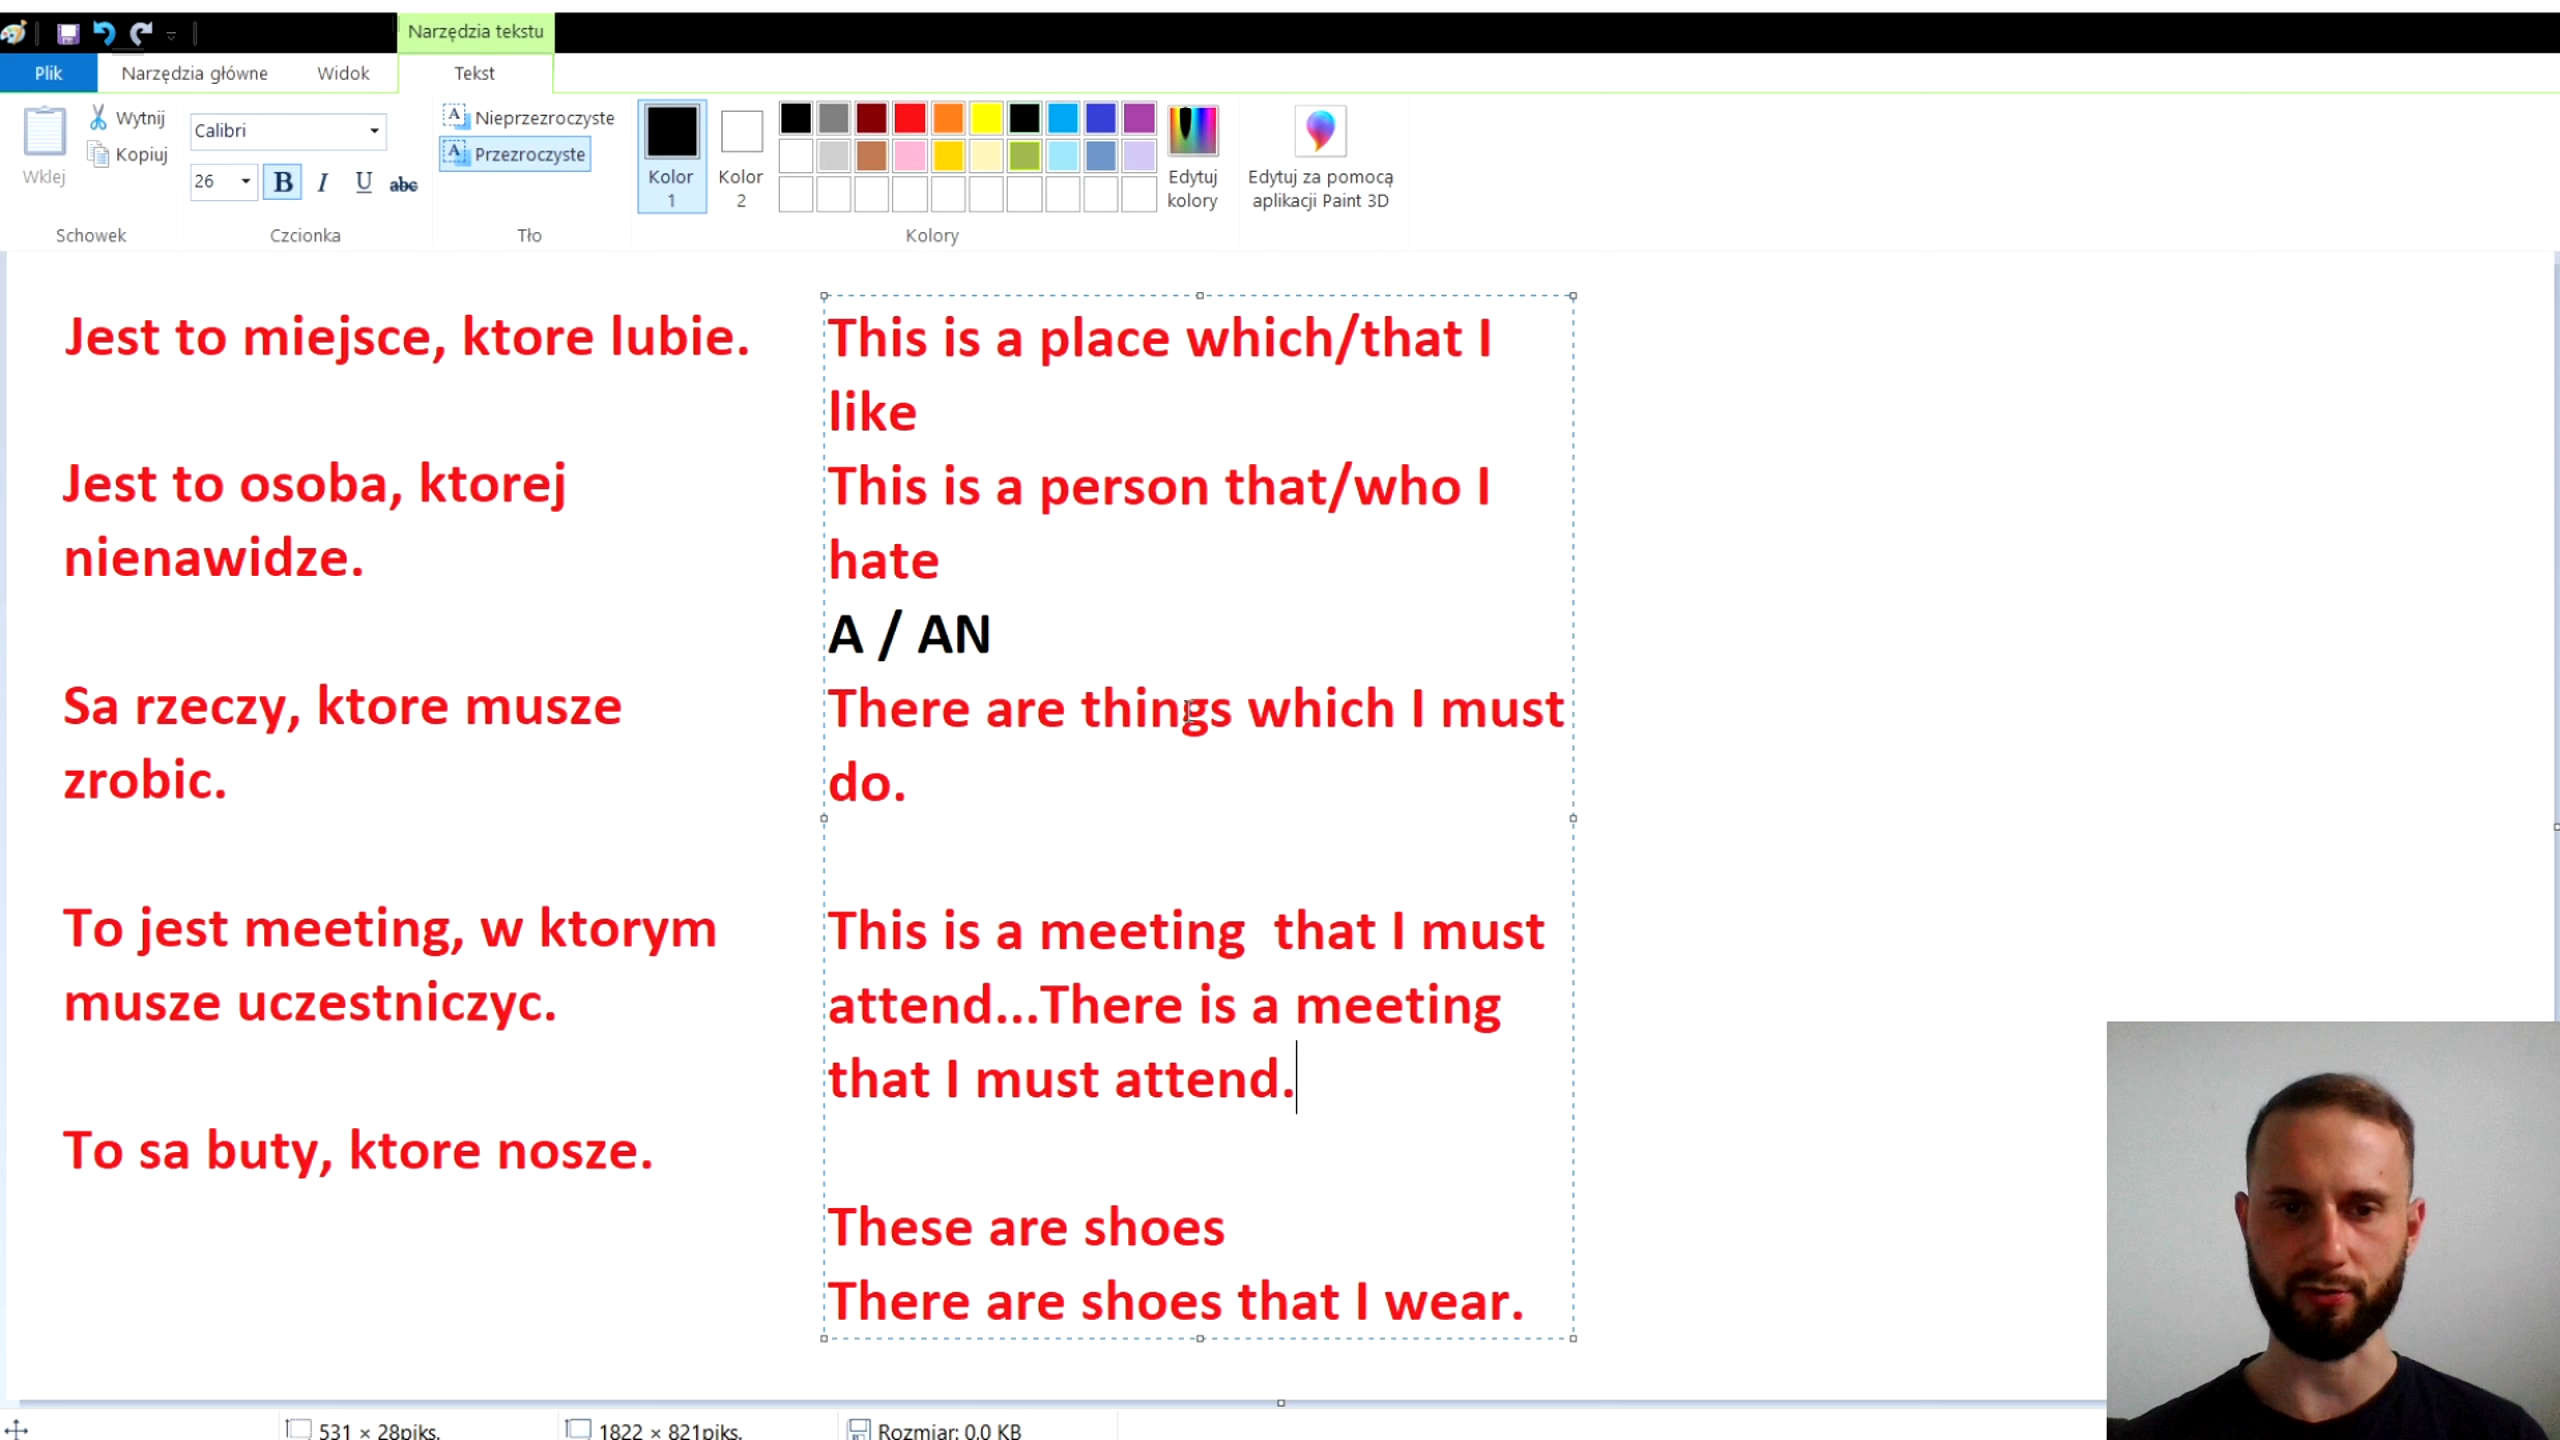 Narzędzia tekstu
Plik Narzędzia główne Widok Tekst
Wklej
Wytnij
Kopiuj
Schowek
Calibri
26 B I U abc
Czcionka
A Nieprzezroczyste
A Przezroczyste
Tło
Kolor
1
Kolor
2
Kolory
Edytuj
kolory
Edytuj za pomocą
aplikacji Paint 3D
Jest to miejsce, ktore lubie.
Jest to osoba, ktorej
nienawidze.
Sa rzeczy, ktore musze
zrobic.
To jest meeting, w ktorym
musze uczestniczyc.
To sa buty, ktore nosze.
This is a place which/that I
like
This is a person that/who I
hate
A / AN
There are things which I must
do.
This is a meeting  that I must
attend...There is a meeting
that I must attend.
These are shoes
There are shoes that I wear.
531 × 28piks.
1822 × 821piks.
Rozmiar: 0.0 KB